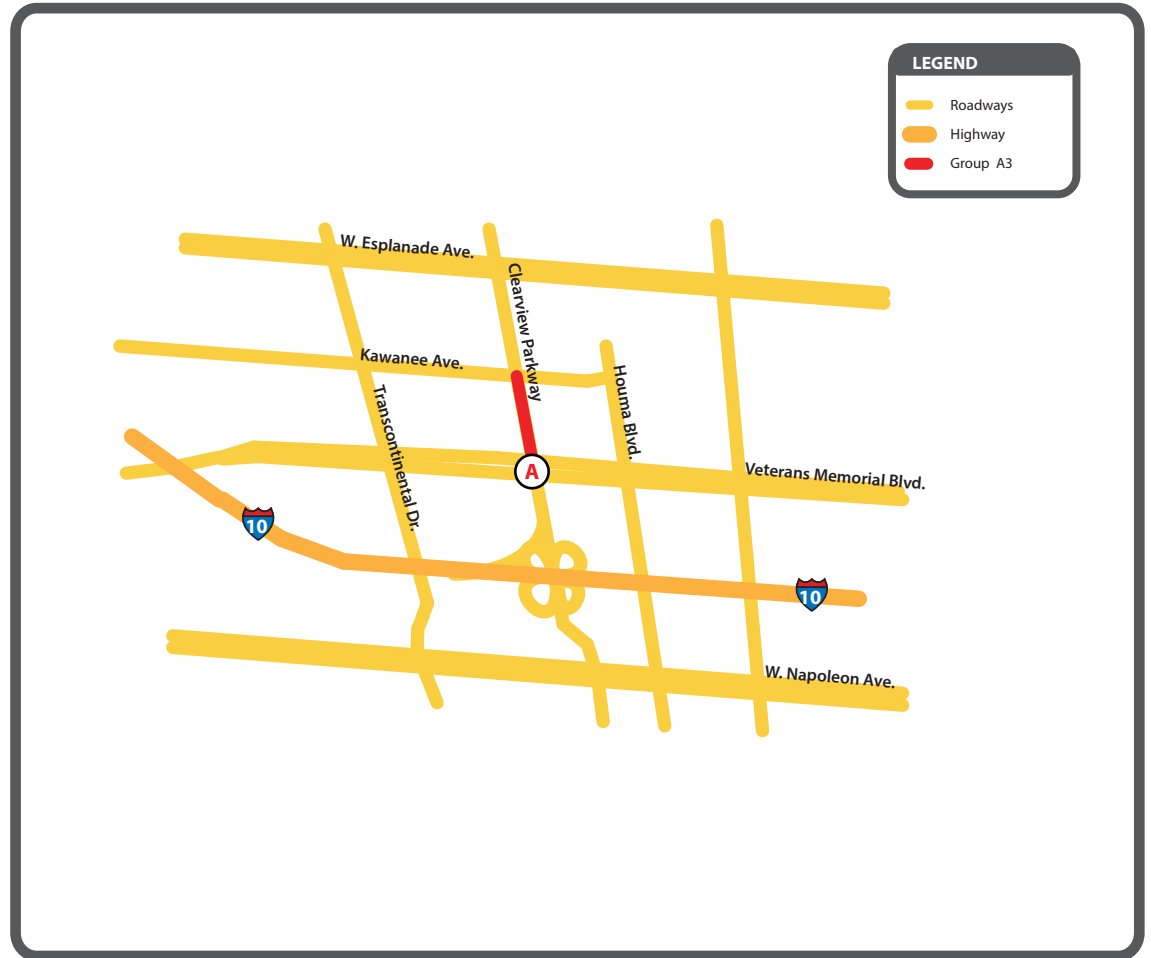 LEGEND
Roadways
Highway
Group A3
W. Esplanade Ave.
Clearview Parkway
Kawanee Ave.
Houma Blvd.
Transcontinental Dr.
Veterans Memorial Blvd.
A
10
10
W. Napoleon Ave.